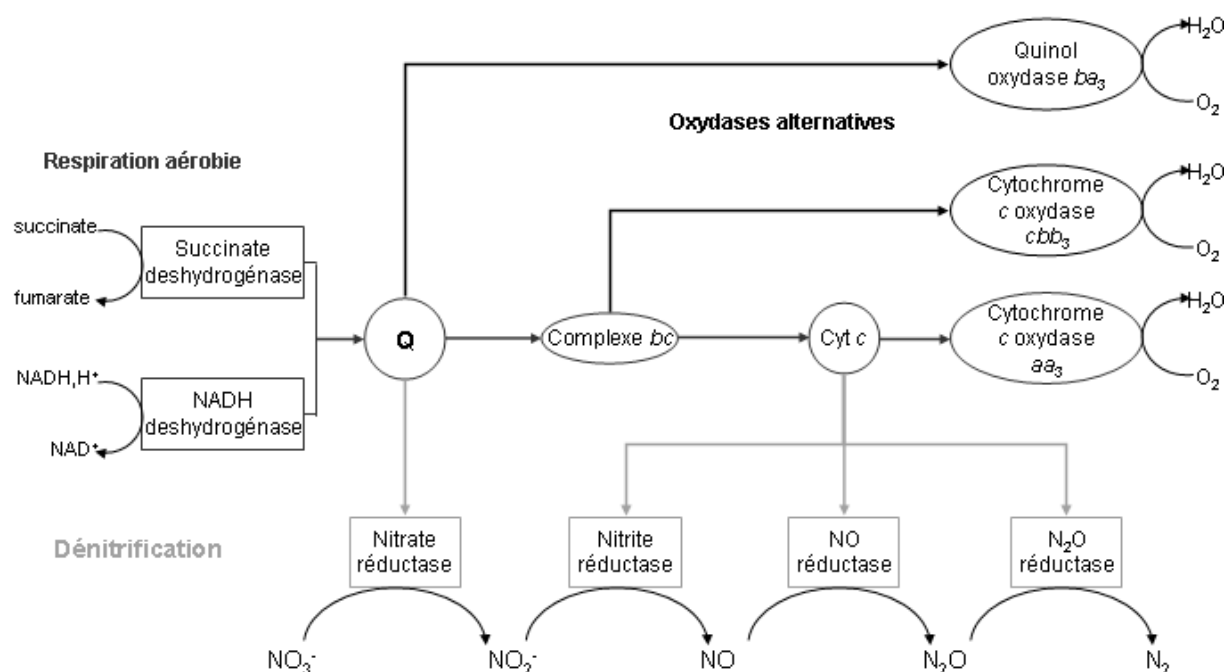 Quinol
oxydase ba₃
H₂O
O₂
Oxydases alternatives
Respiration aérobie
Cytochrome
c oxydase
cbb₃
H₂O
O₂
succinate
fumarate
Succinate
deshydrogénase
Q
Complexe bc
Cyt c
Cytochrome
c oxydase
aa₃
H₂O
O₂
NADH,H⁺
NAD⁺
NADH
deshydrogénase
Dénitrification
Nitrate
réductase
Nitrite
réductase
NO
réductase
N₂O
réductase
NO₃⁻
NO₂⁻
NO
N₂O
N₂